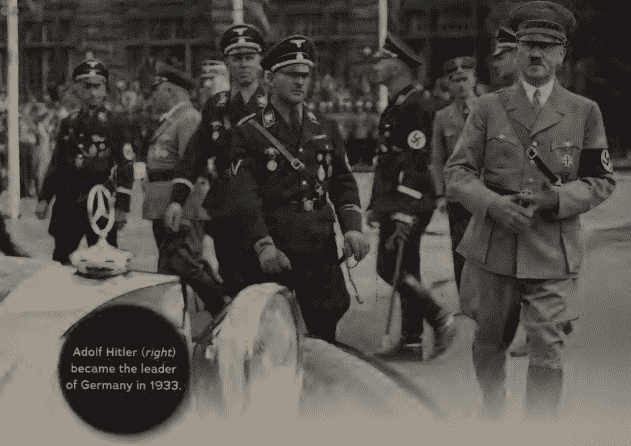 Adolf Hitler (right)
became the leader
of Germany in 1933.